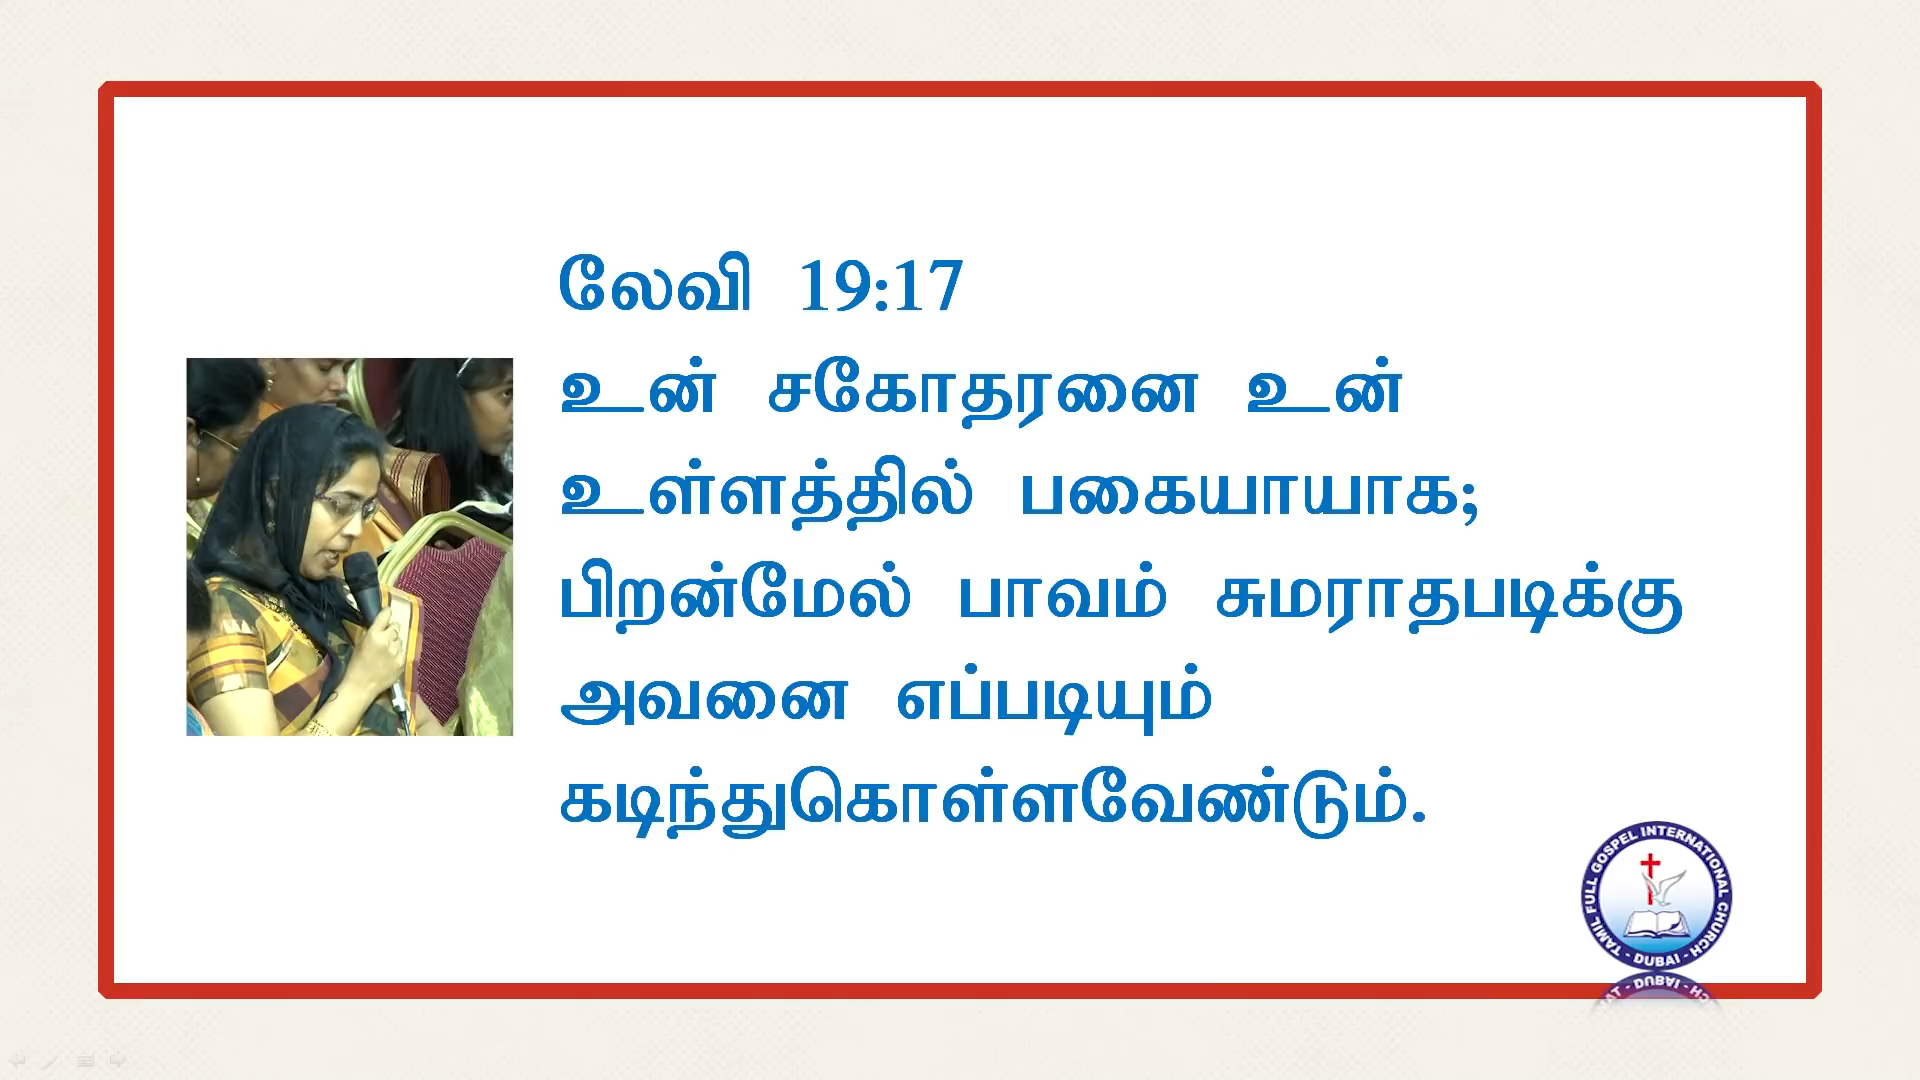 லேவி 19:17
உன் சகோதரனை உன்
உள்ளத்தில் பகையாயாக;
பிறன்மேல் பாவம் சுமராதபடிக்கு
அவனை எப்படியும்
கடிந்துகொள்ளவேண்டும்.
TAMIL FULL GOSPEL INTERNATIONAL CHURCH - DUBAI -